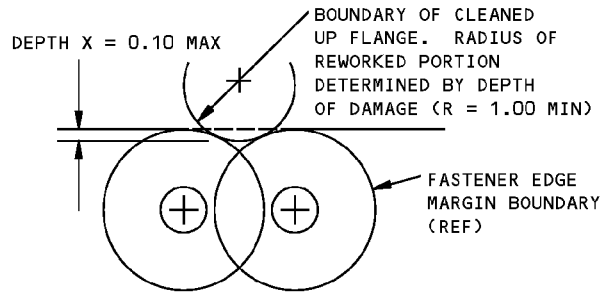 BOUNDARY OF CLEANED
UP FLANGE. RADIUS OF
REWORKED PORTION
DETERMINED BY DEPTH
OF DAMAGE (R = 1.00 MIN)
DEPTH X = 0.10 MAX
FASTENER EDGE
MARGIN BOUNDARY
(REF)